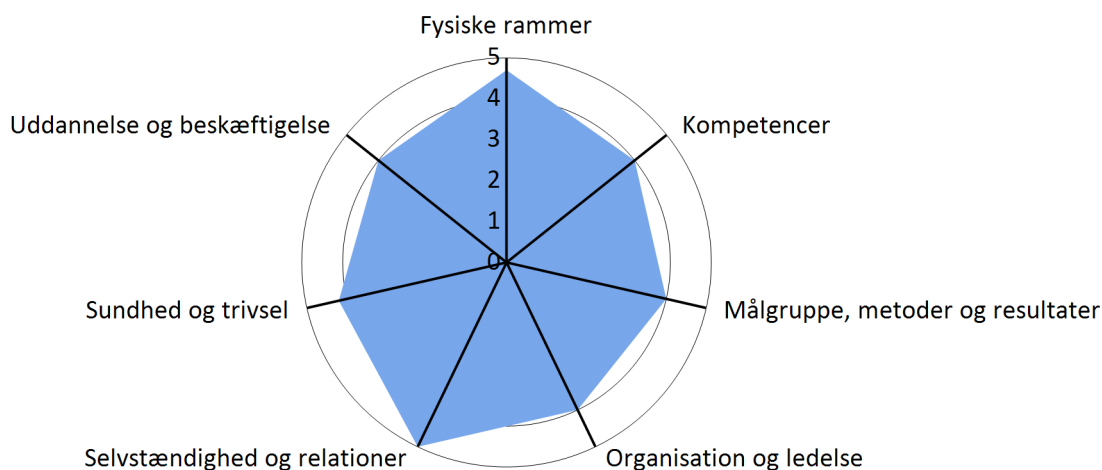 Fysiske rammer
5
4
3
2
1
0
Uddannelse og beskæftigelse
Kompetencer
Sundhed og trivsel
Målgruppe, metoder og resultater
Selvstændighed og relationer
Organisation og ledelse